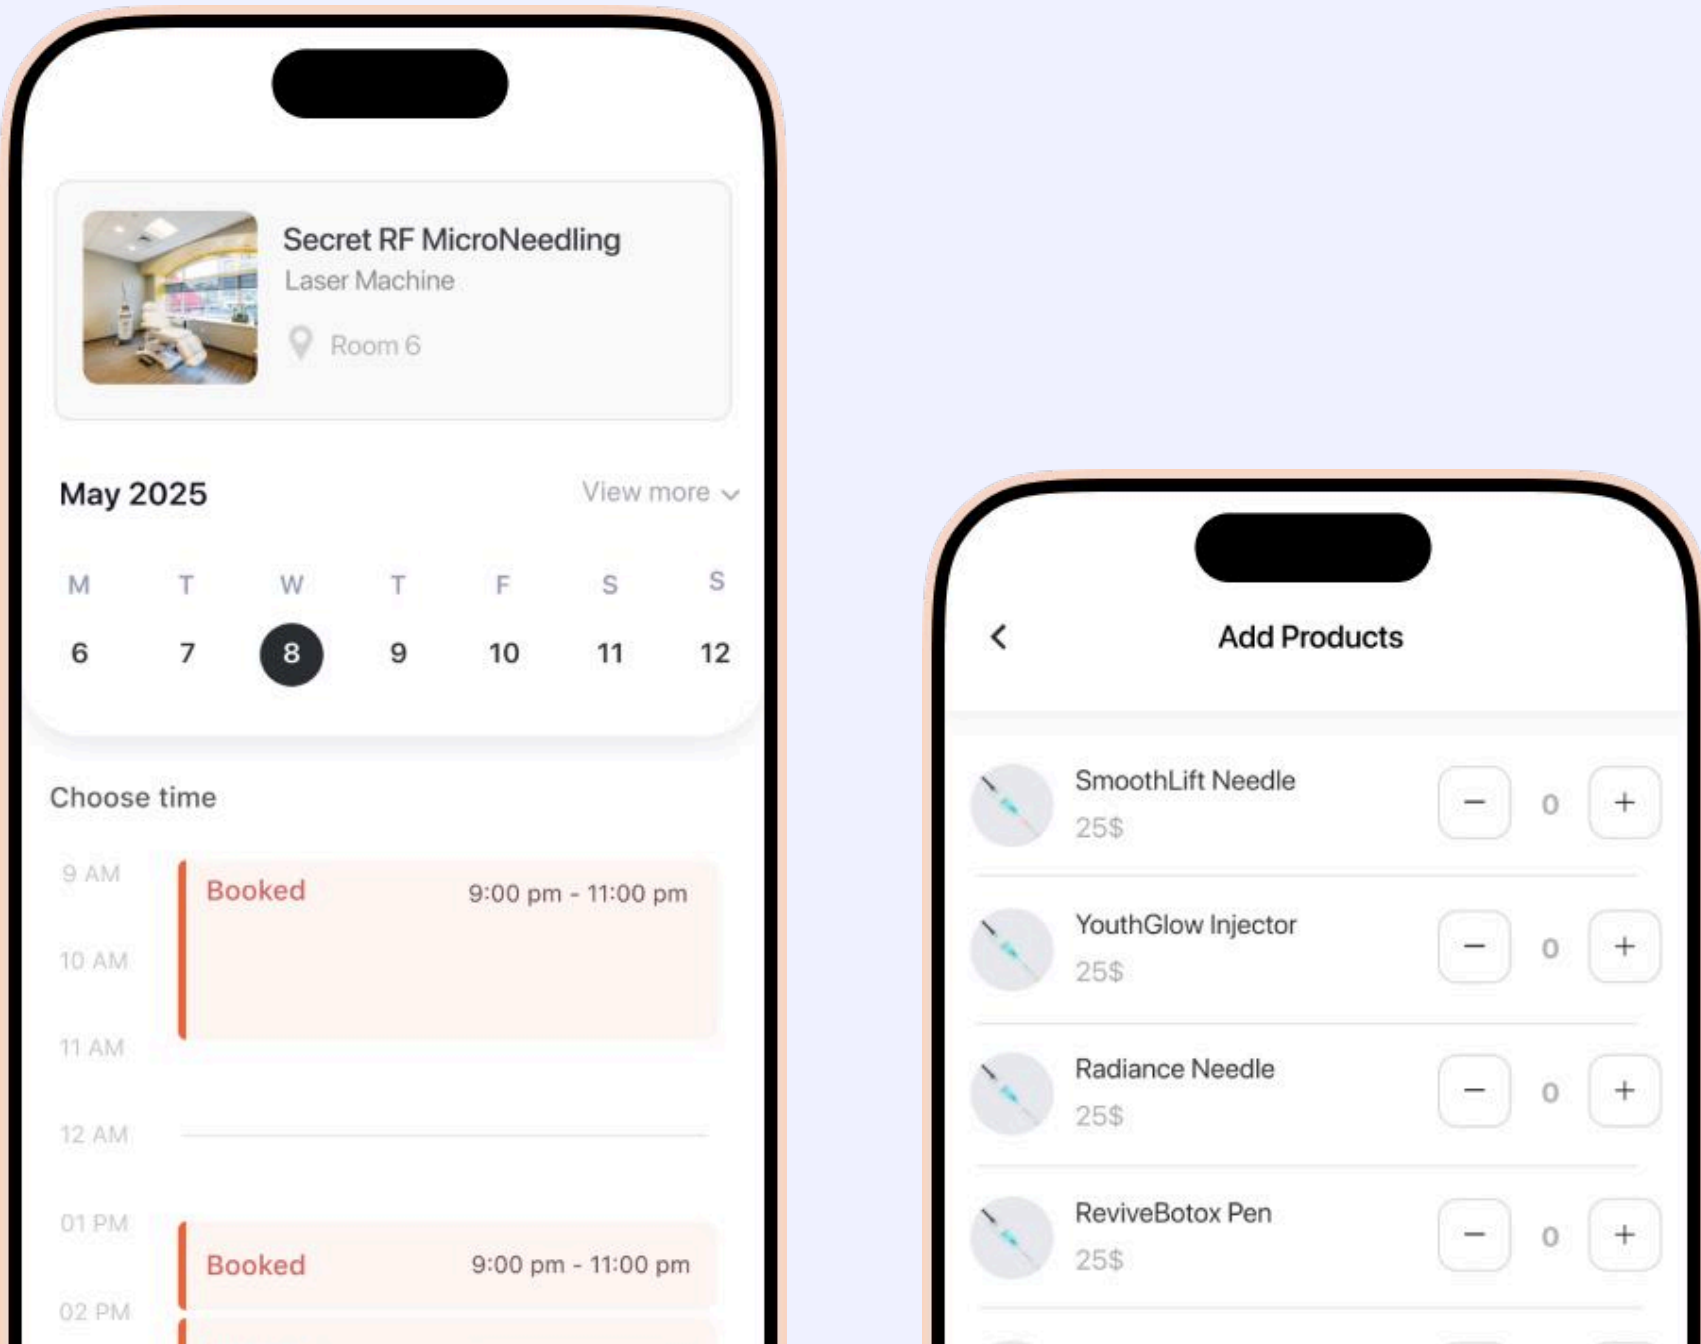 Secret RF MicroNeedling
Laser Machine
Room 6
May 2025
View more
M T W T F S S
6 7 8 9 10 11 12
Choose time
9 AM
Booked 9:00 pm - 11:00 pm
10 AM
11 AM
12 AM
01 PM
Booked 9:00 pm - 11:00 pm
02 PM
Add Products
SmoothLift Needle
25$
− 0 +
YouthGlow Injector
25$
− 0 +
Radiance Needle
25$
− 0 +
ReviveBotox Pen
25$
− 0 +